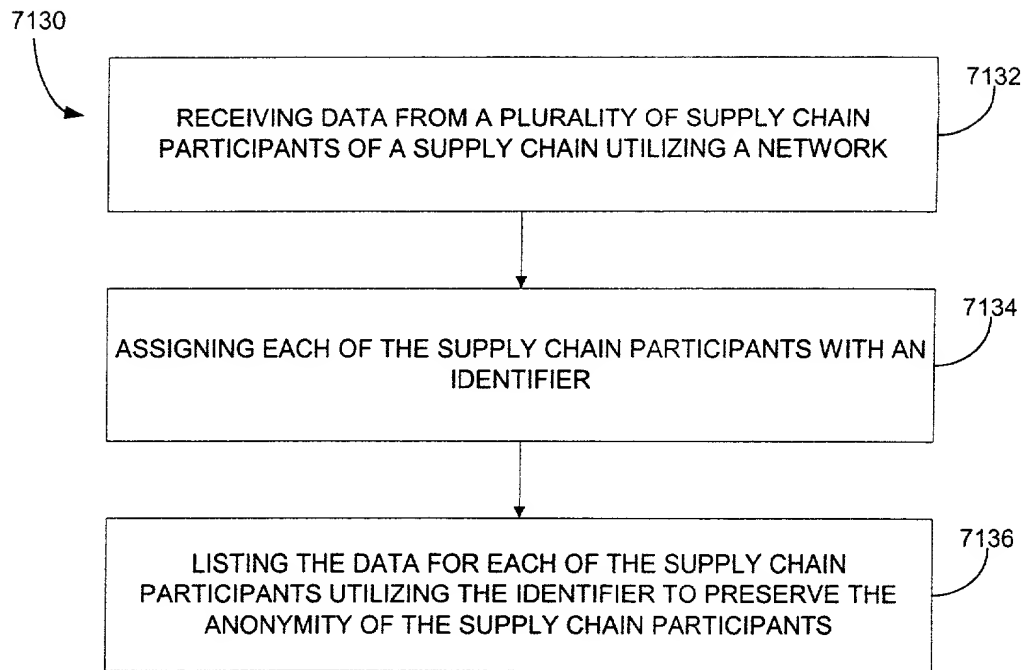 7130
7132
RECEIVING DATA FROM A PLURALITY OF SUPPLY CHAIN
PARTICIPANTS OF A SUPPLY CHAIN UTILIZING A NETWORK
7134
ASSIGNING EACH OF THE SUPPLY CHAIN PARTICIPANTS WITH AN
IDENTIFIER
7136
LISTING THE DATA FOR EACH OF THE SUPPLY CHAIN
PARTICIPANTS UTILIZING THE IDENTIFIER TO PRESERVE THE
ANONYMITY OF THE SUPPLY CHAIN PARTICIPANTS